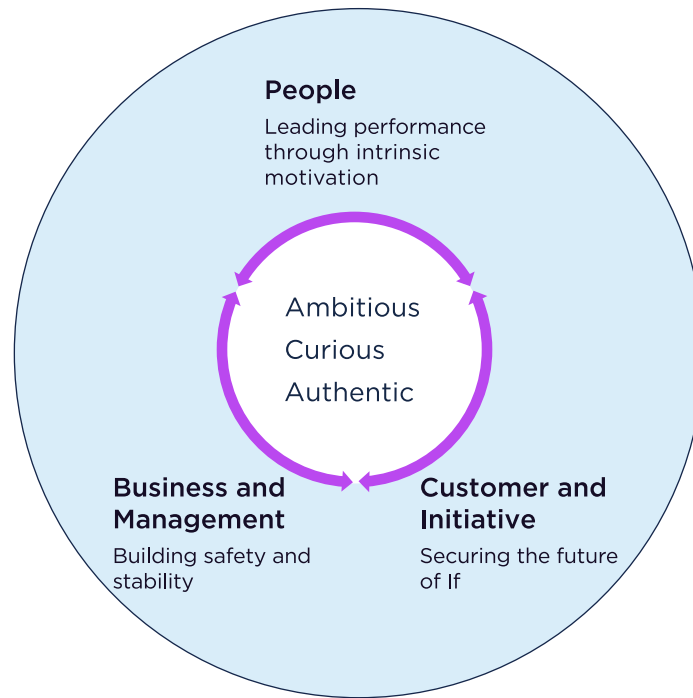 People
Leading performance
through intrinsic
motivation
Ambitious
Curious
Authentic
Business and
Management
Building safety and
stability
Customer and
Initiative
Securing the future
of If